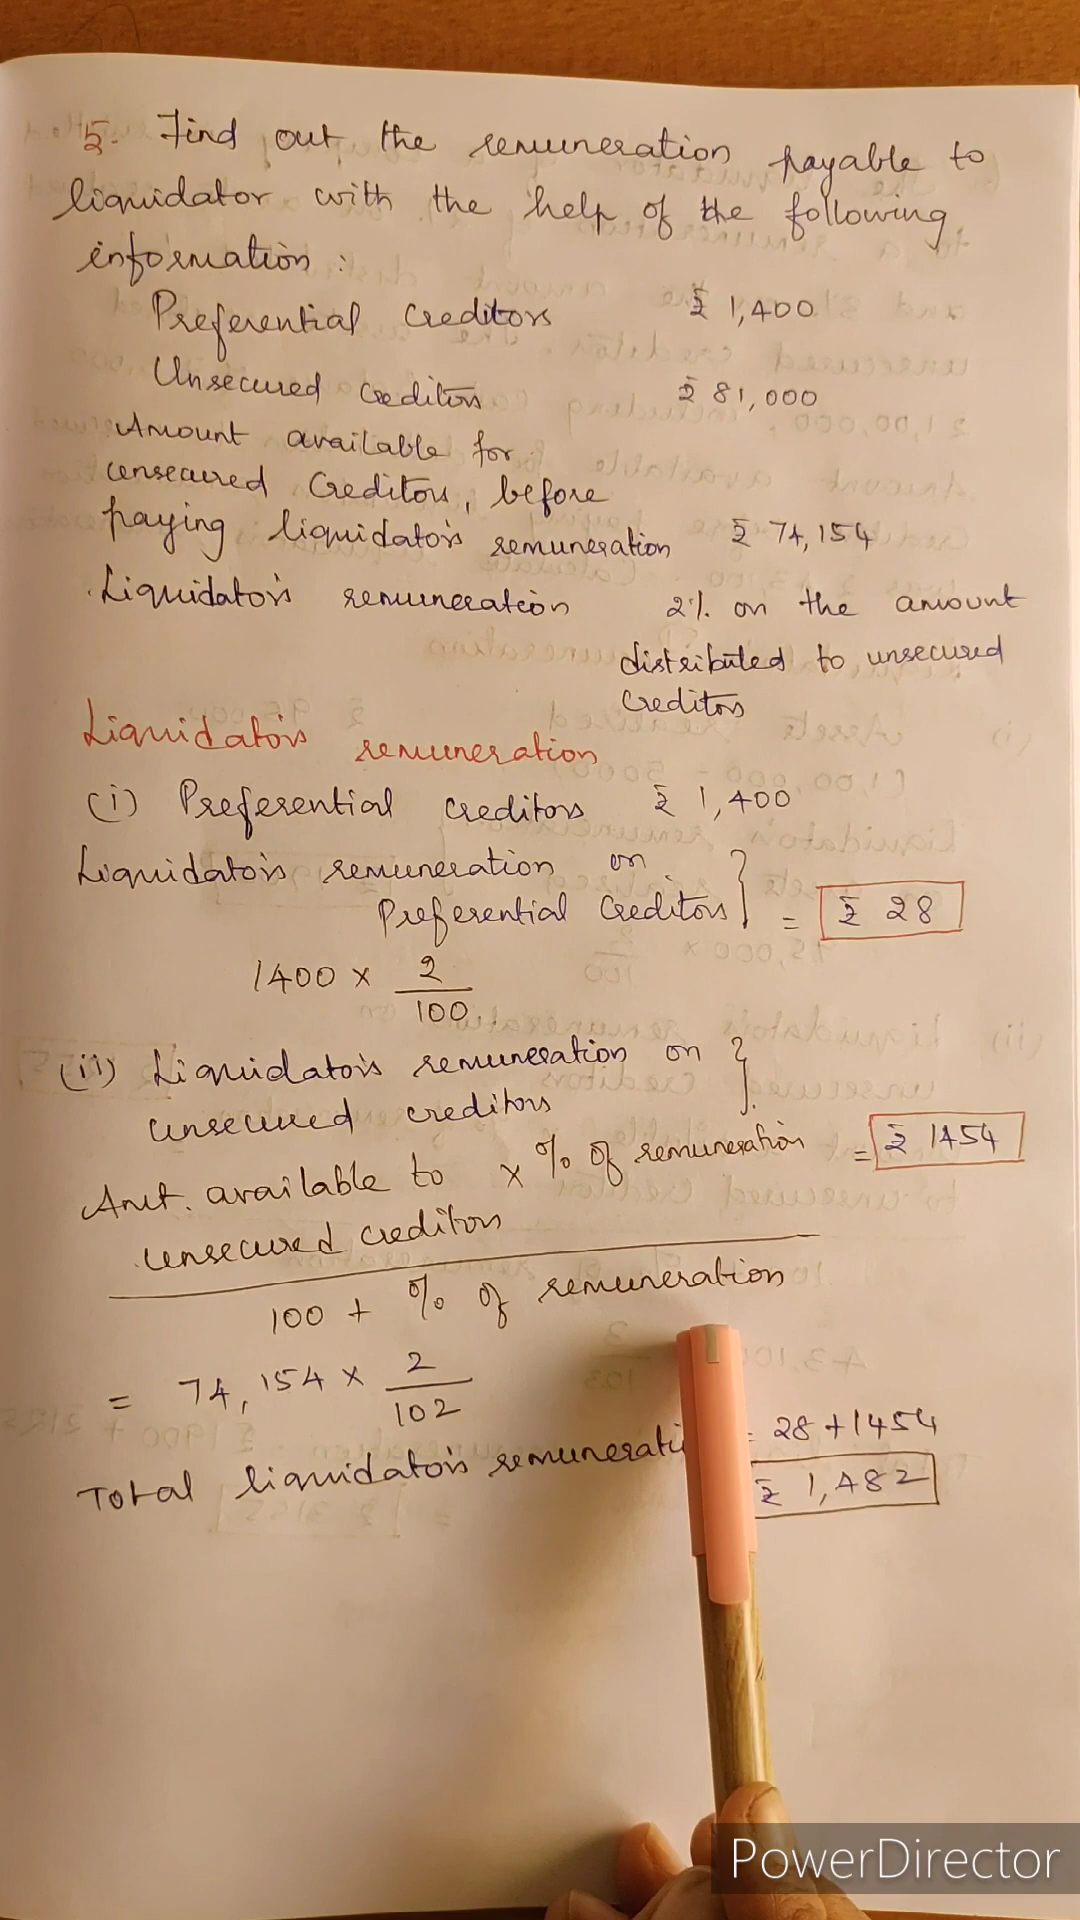 5. Find out the remuneration payable to
liquidator with the help of the following
information :
Preferential Creditors ₹ 1,400
Unsecured Creditors ₹ 81,000
Amount available for
unsecured Creditors, before
paying liquidator's remuneration ₹ 74,154
Liquidator's remuneration 2% on the amount
distributed to unsecured
Creditors
Liquidator's remuneration
(i) Preferential creditors ₹ 1,400
Liquidator's remuneration on
Preferential Creditors } = ₹ 28
1400 x 2
100
(ii) Liquidator's remuneration on }
unsecured creditors
Amt. available to x % of remuneration = ₹ 1454
unsecured creditors
100 + % of remuneration
= 74,154 x 2
102
Total liquidator's remunerati = 28 + 1454
₹ 1,482
PowerDirector